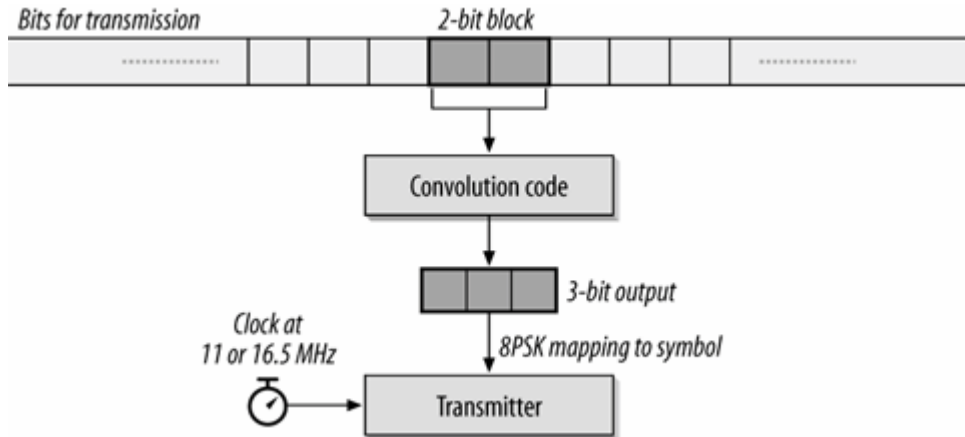 Bits for transmission
2-bit block
Convolution code
3-bit output
8PSK mapping to symbol
Clock at
11 or 16.5 MHz
Transmitter